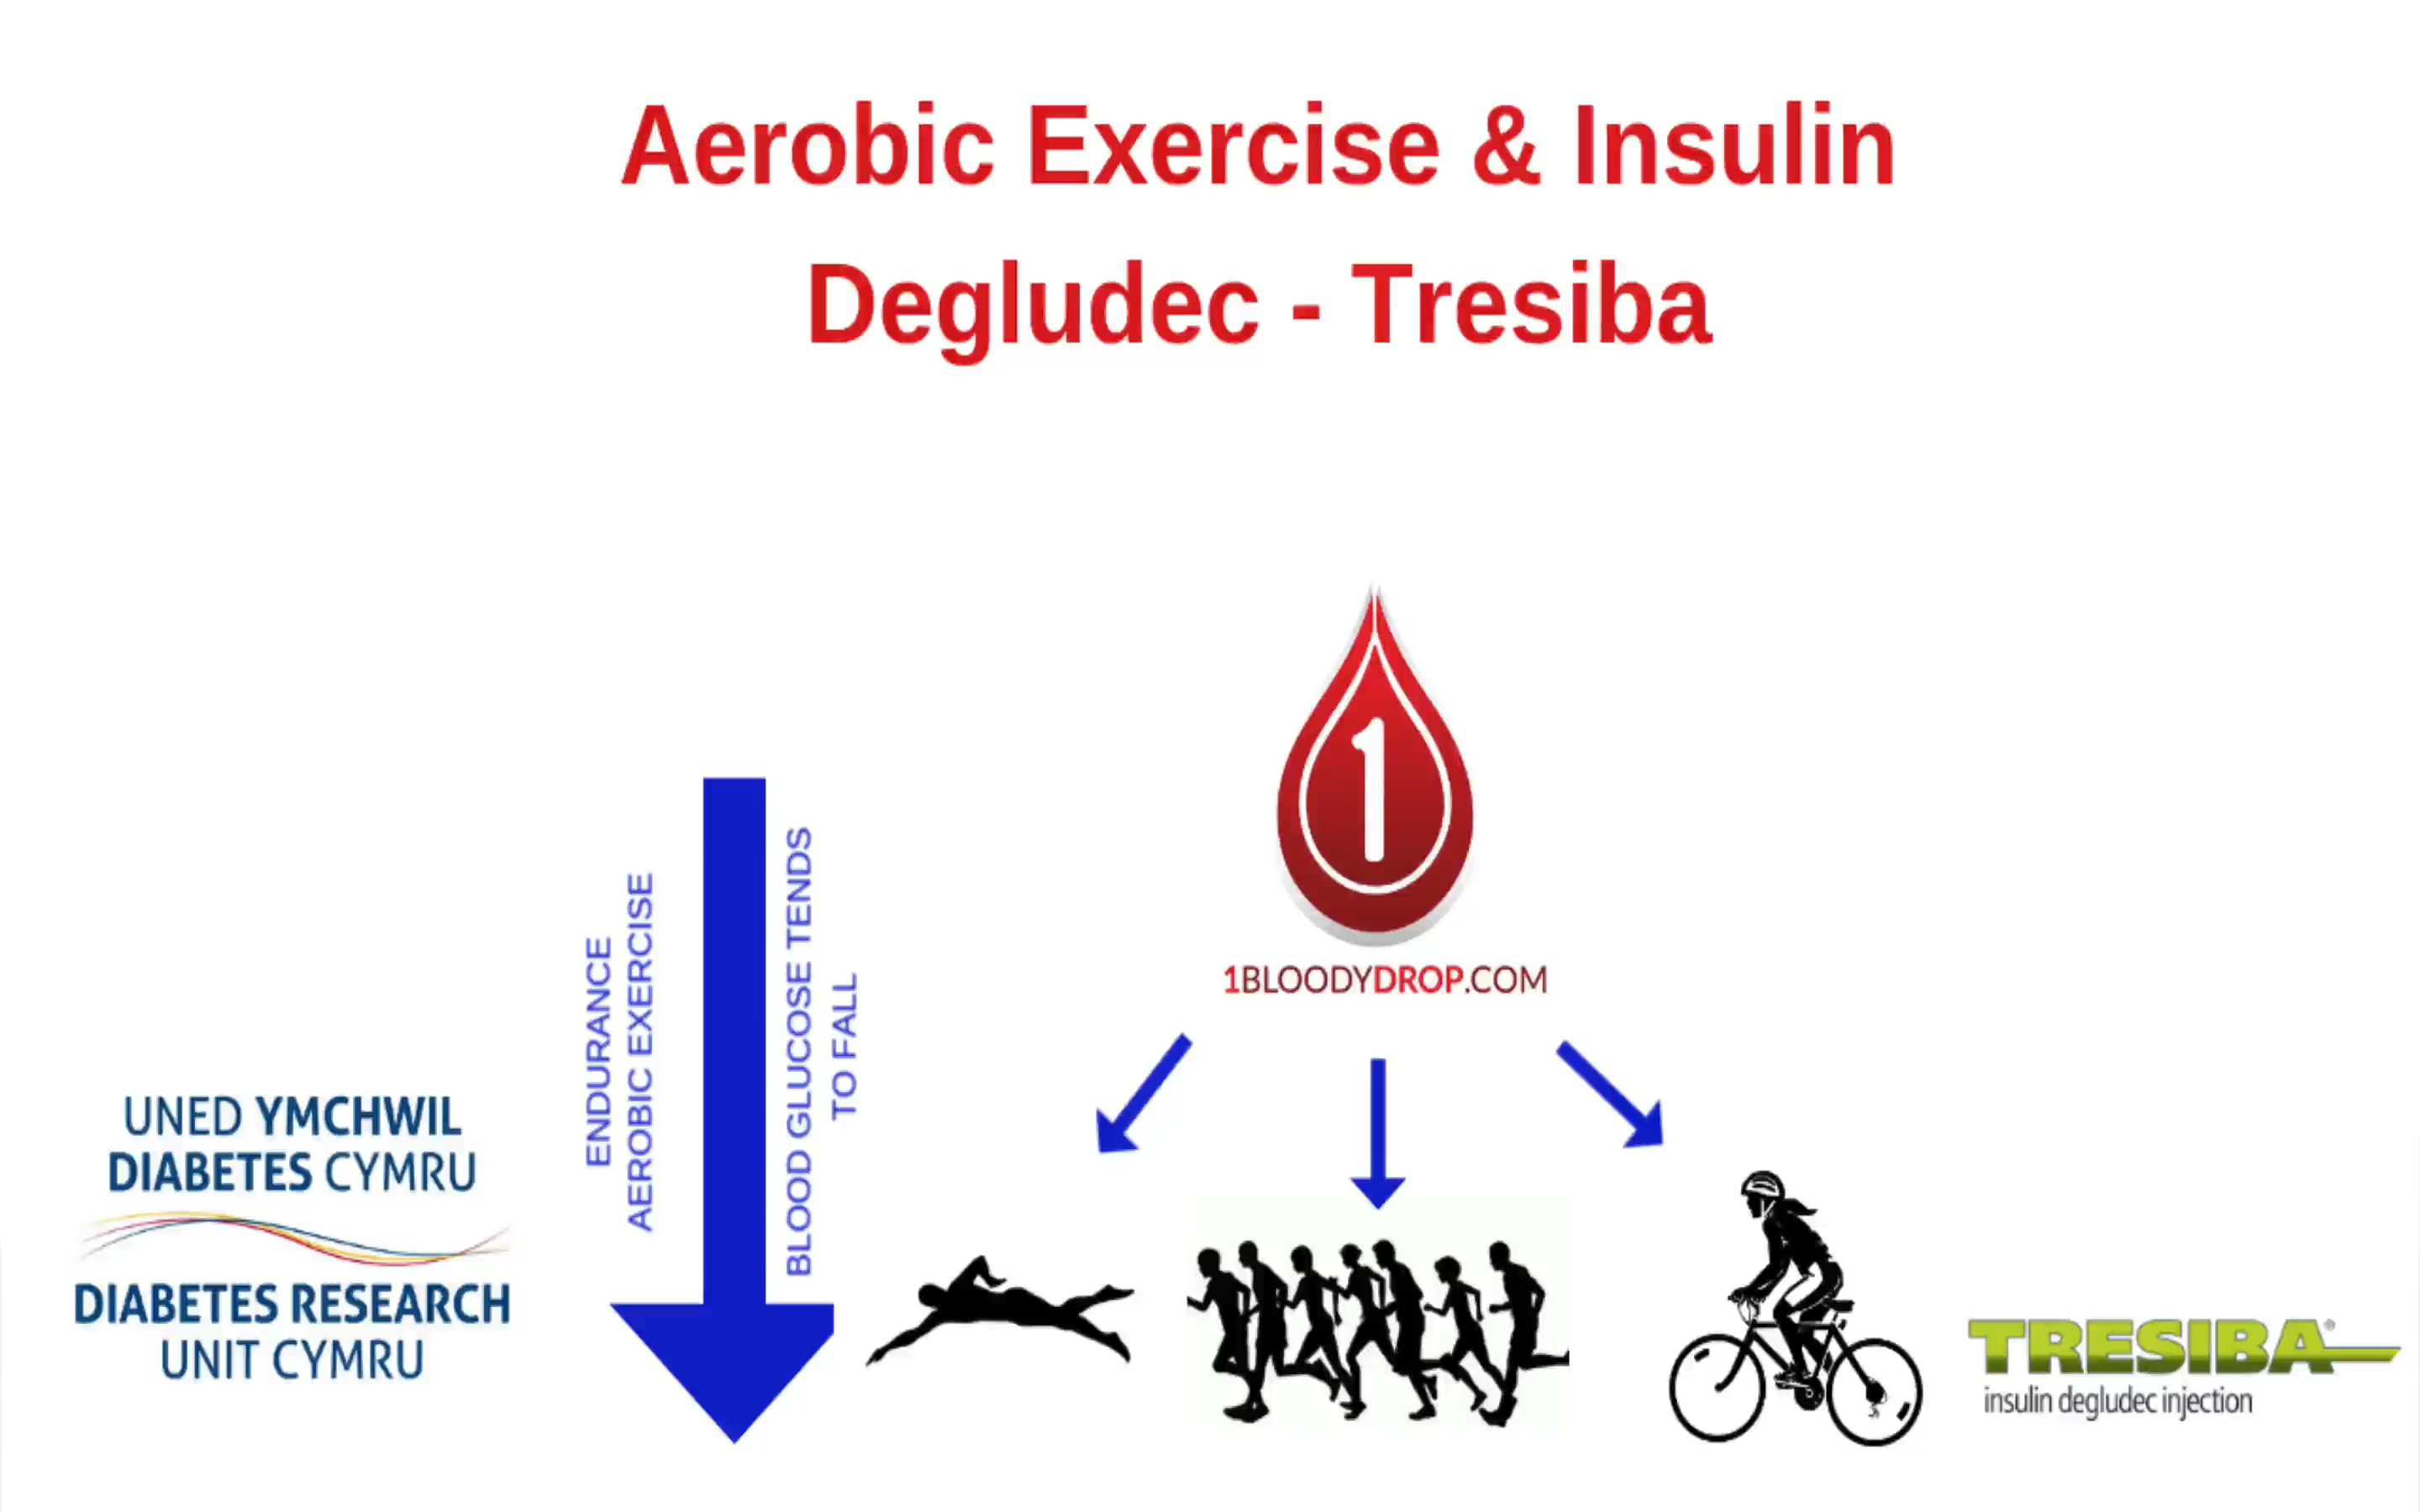 Aerobic Exercise & Insulin
Degludec - Tresiba
1
1BLOODYDROP.COM
ENDURANCE
AEROBIC EXERCISE
BLOOD GLUCOSE TENDS
TO FALL
UNED YMCHWIL
DIABETES CYMRU
DIABETES RESEARCH
UNIT CYMRU
TRESIBA®
insulin degludec injection